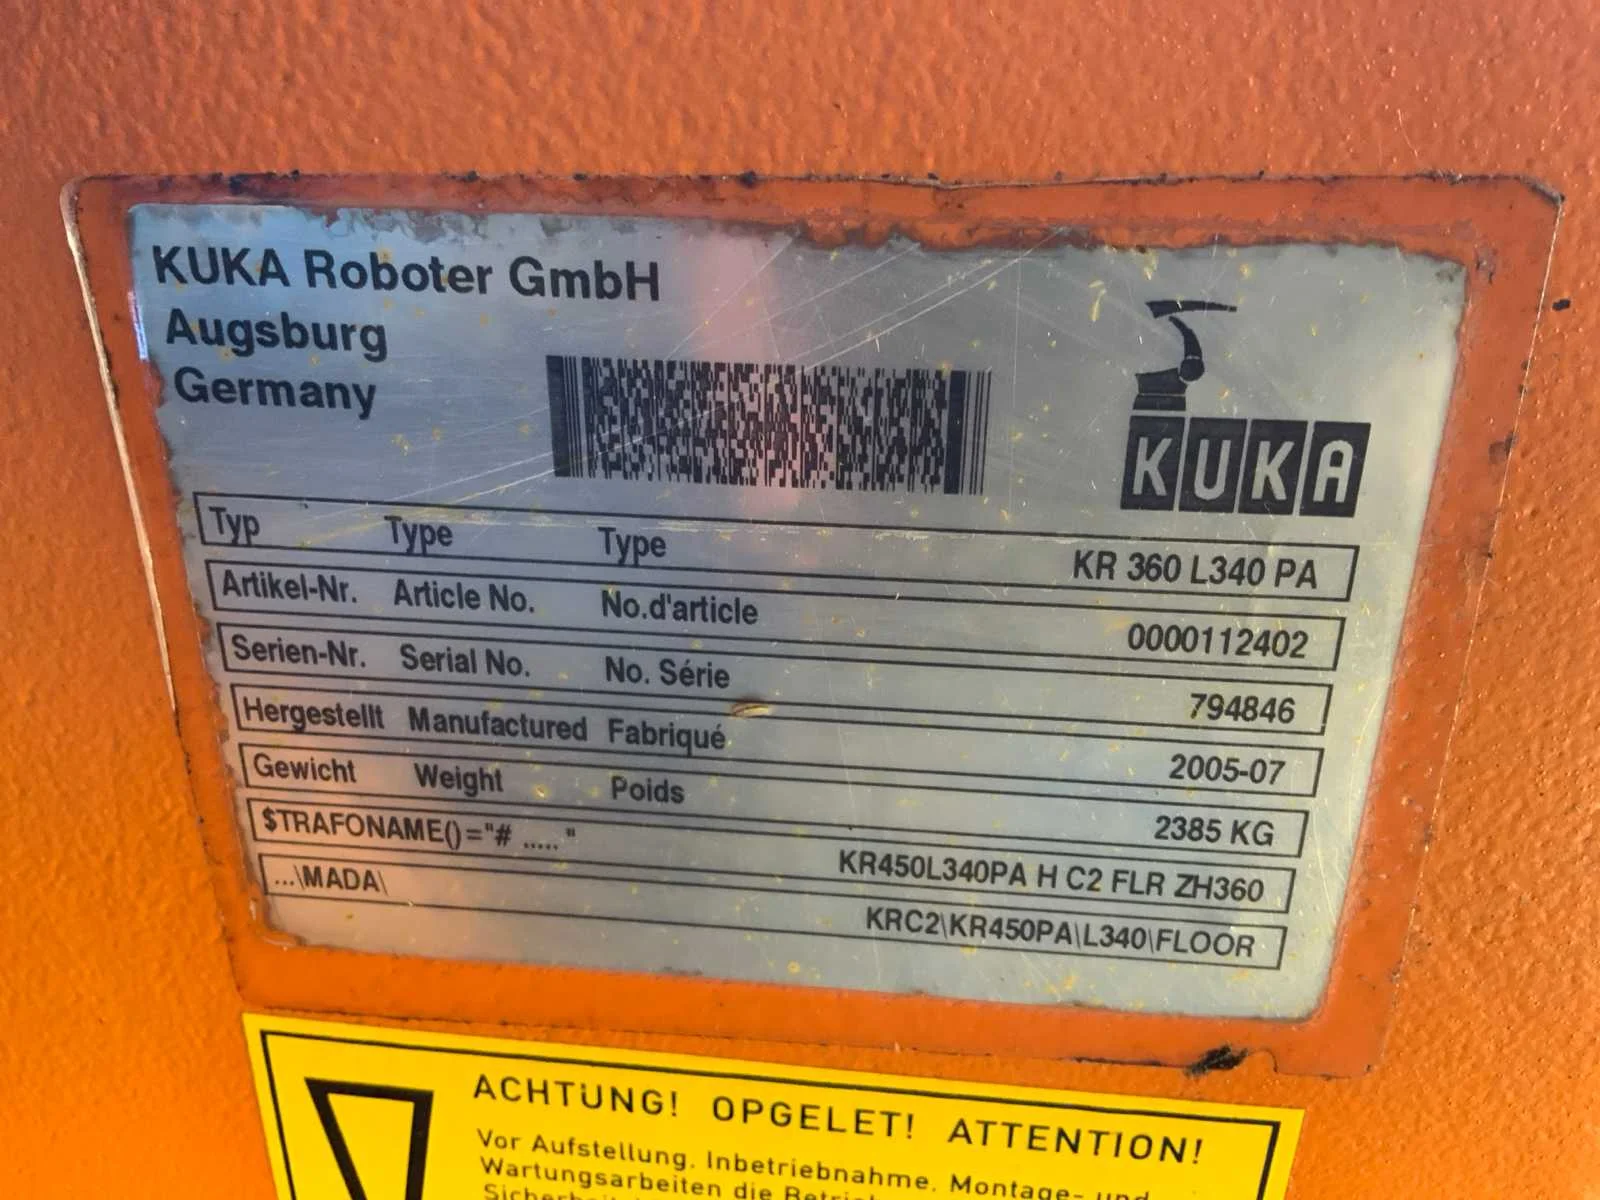 KUKA Roboter GmbH
Augsburg
Germany
KUKA
Typ Type Type KR 360 L340 PA
Artikel-Nr. Article No. No.d'article 0000112402
Serien-Nr. Serial No. No. Série 794846
Hergestellt Manufactured Fabriqué 2005-07
Gewicht Weight Poids 2385 KG
$TRAFONAME()="# ....." KR450L340PA H C2 FLR ZH360
...\MADA\ KRC2\KR450PA\L340\FLOOR
ACHTUNG! OPGELET! ATTENTION!
Vor Aufstellung, Inbetriebnahme, Montage- und
Wartungsarbeiten die